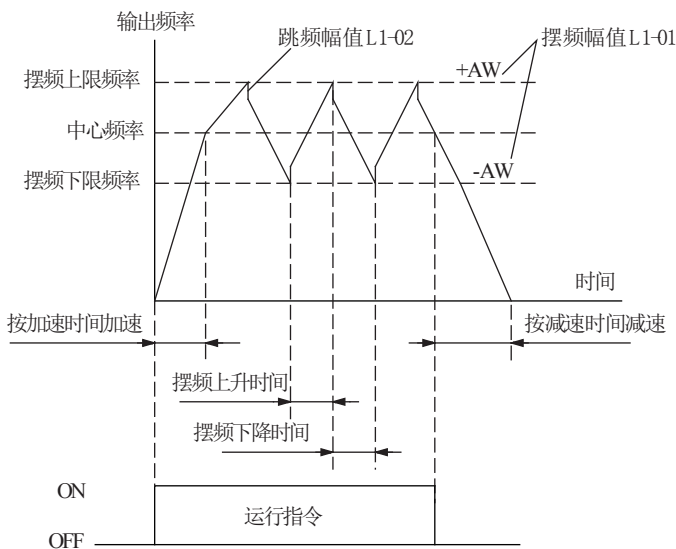 输出频率
跳频幅值L1-02
摆频幅值L1-01
摆频上限频率
+AW
中心频率
摆频下限频率
-AW
时间
按加速时间加速
按减速时间减速
摆频上升时间
摆频下降时间
ON
运行指令
OFF